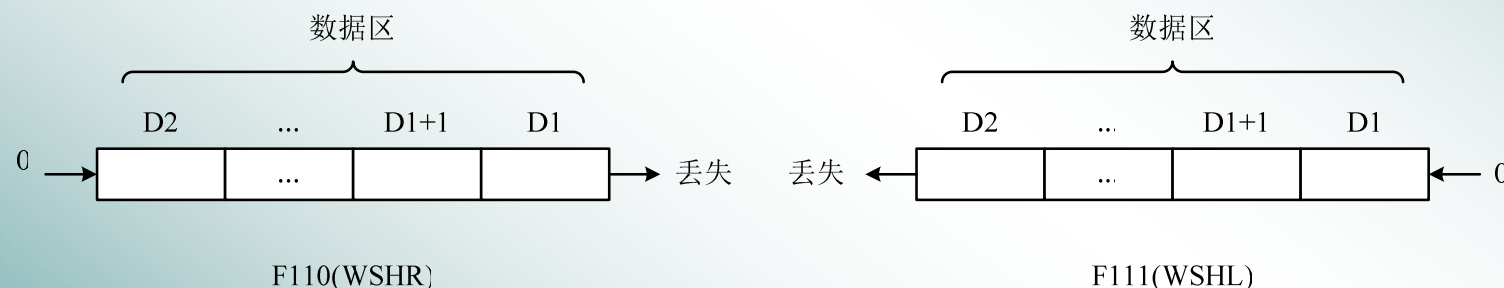 数据区 数据区
D2 ... D1+1 D1 D2 ... D1+1 D1
0 ... 丢失 丢失 ... 0
F110(WSHR) F111(WSHL)